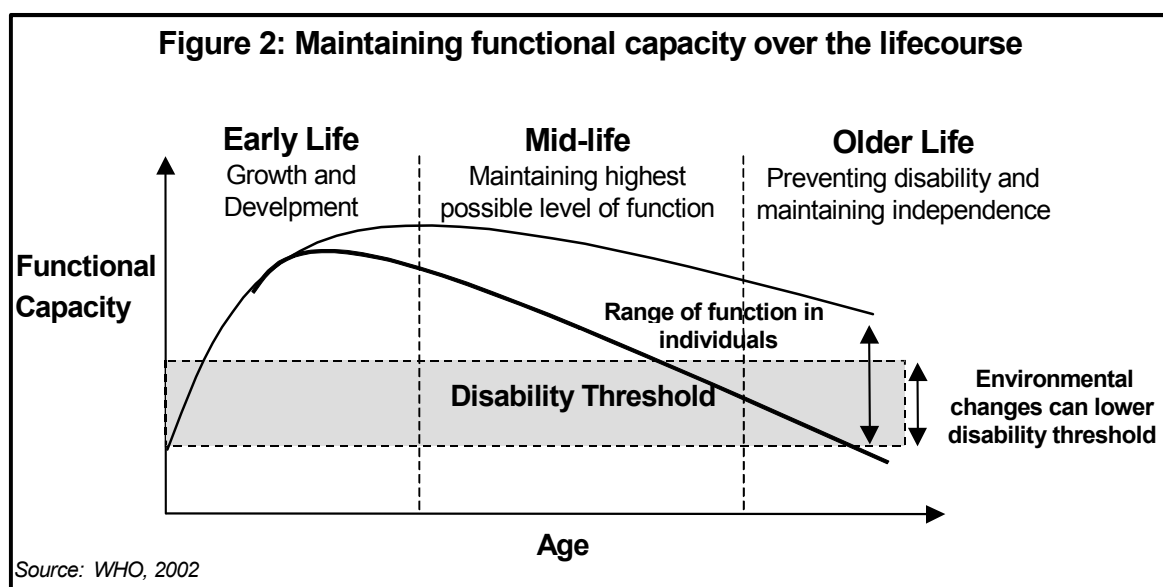 Figure 2: Maintaining functional capacity over the lifecourse
Early Life
Growth and
Develpment
Mid-life
Maintaining highest
possible level of function
Older Life
Preventing disability and
maintaining independence
Functional
Capacity
Range of function in
individuals
Disability Threshold
Environmental
changes can lower
disability threshold
Age
Source: WHO, 2002